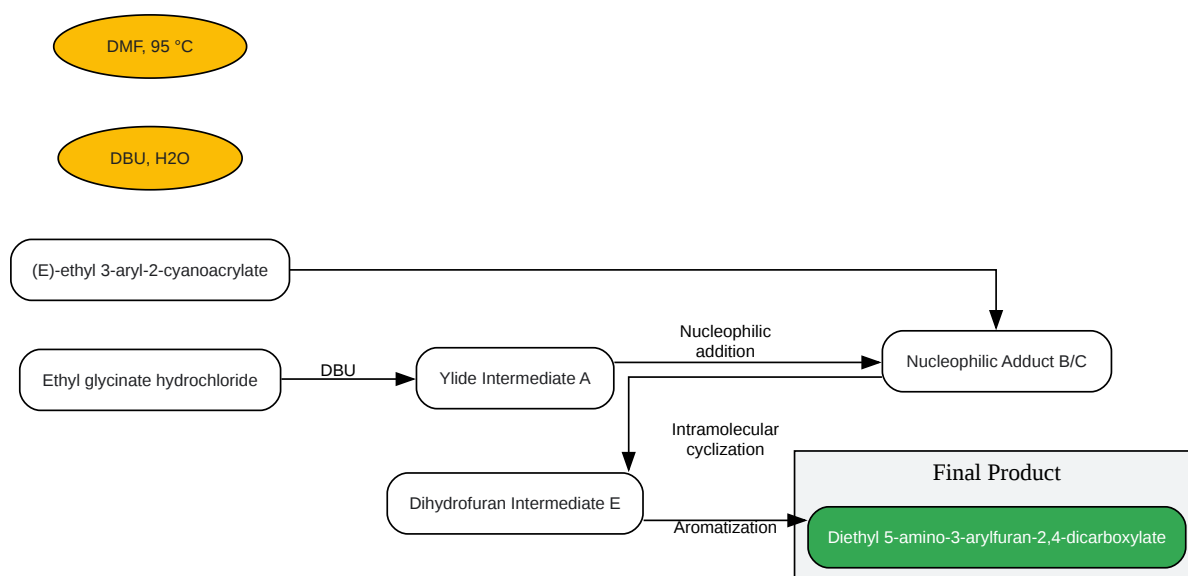 DMF, 95 °C
DBU, H2O
(E)-ethyl 3-aryl-2-cyanoacrylate
Ethyl glycinate hydrochloride
DBU
Ylide Intermediate A
Nucleophilic
addition
Nucleophilic Adduct B/C
Intramolecular
cyclization
Dihydrofuran Intermediate E
Aromatization
Final Product
Diethyl 5-amino-3-arylfuran-2,4-dicarboxylate